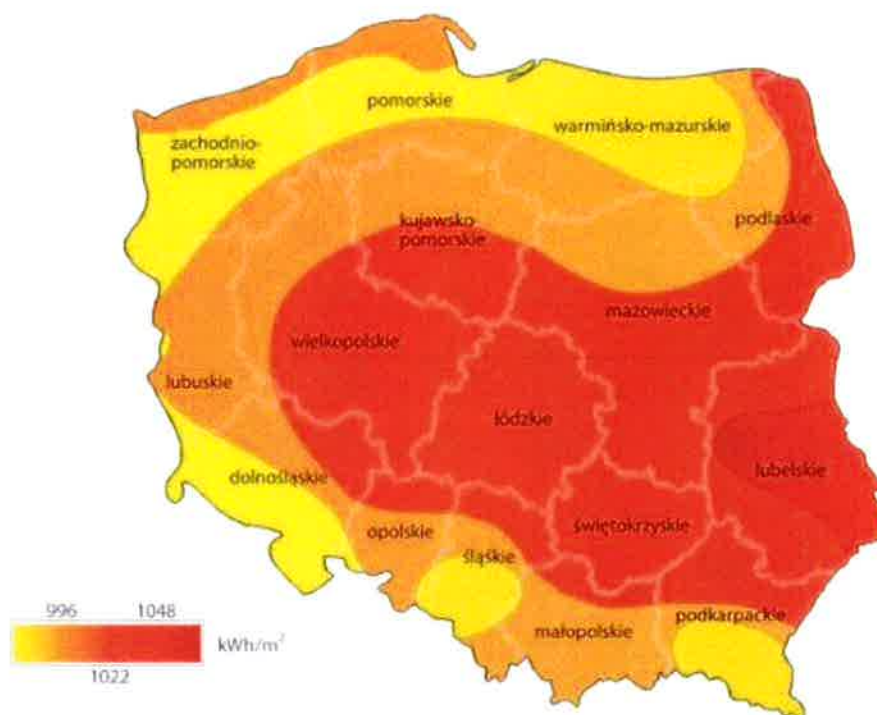 pomorskie
warmińsko-mazurskie
zachodnio-
pomorskie
kujawsko-
pomorskie
podlaskie
mazowieckie
wielkopolskie
lubuskie
łódzkie
lubelskie
dolnośląskie
opolskie
świętokrzyskie
śląskie
małopolskie
podkarpackie
996 1048
kWh/m²
1022